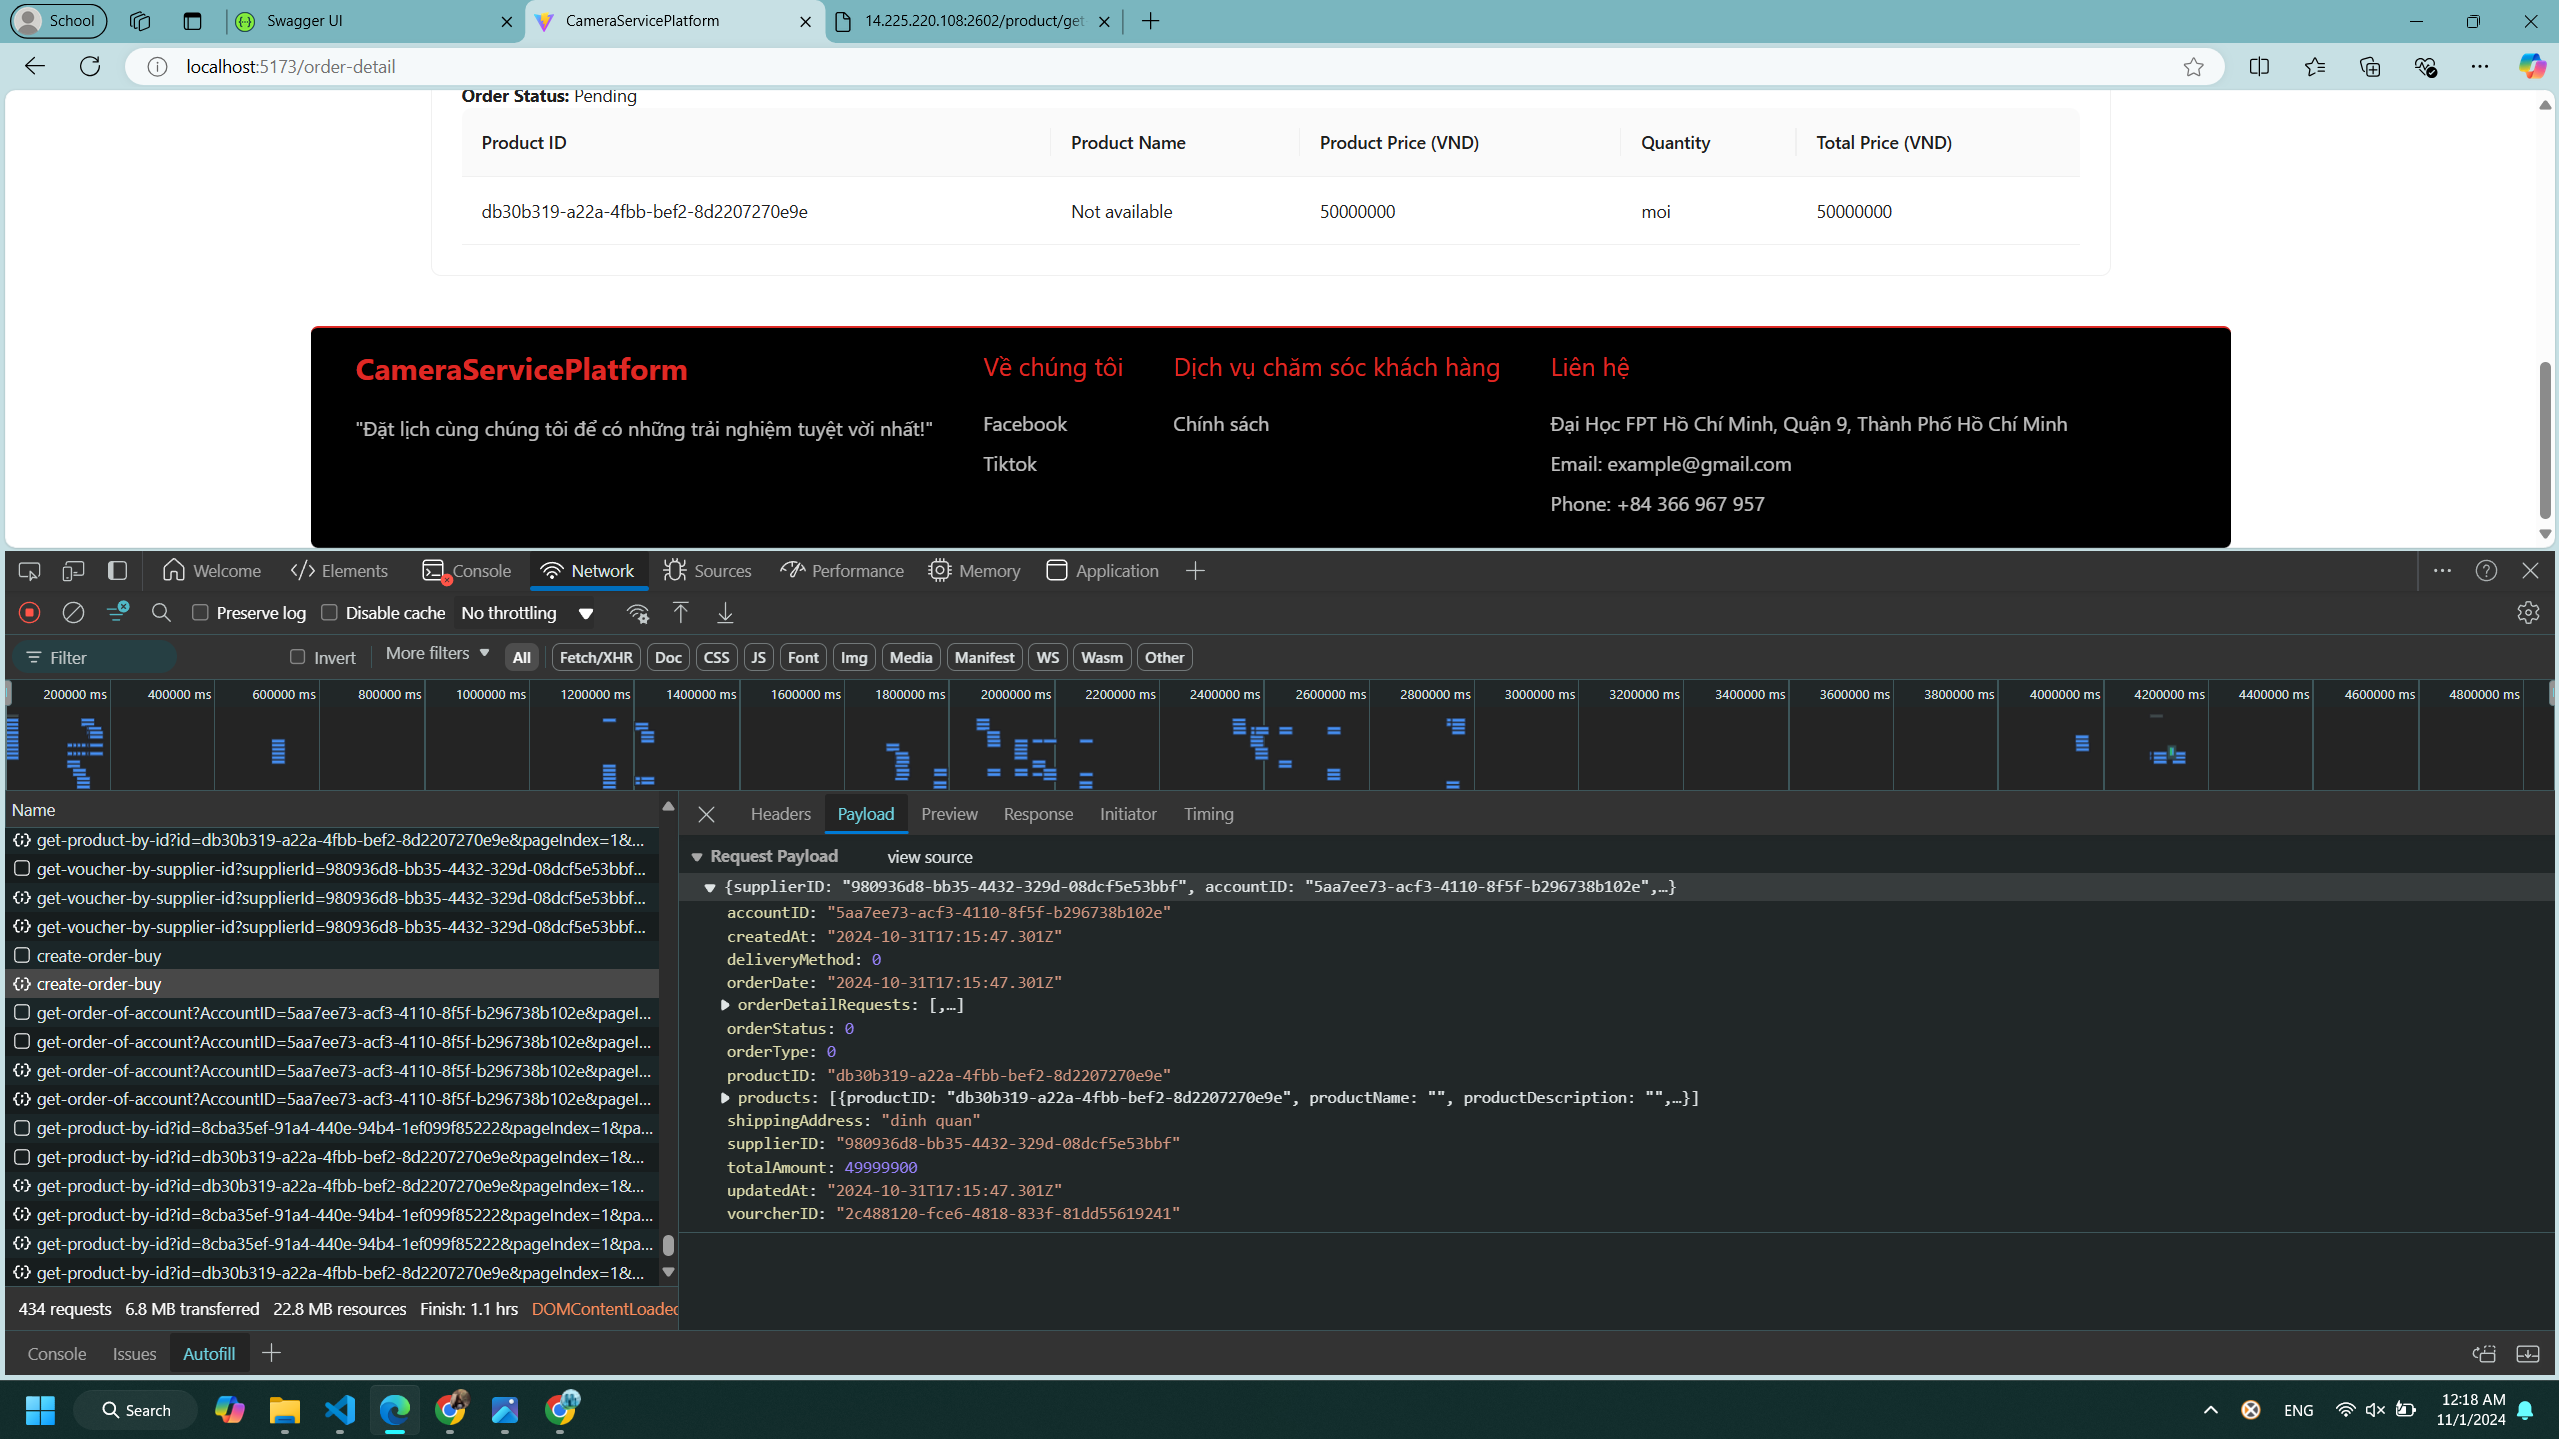 School
Swagger UI
CameraServicePlatform
14.225.220.108:2602/product/get
localhost:5173/order-detail
Order Status: Pending
Product ID Product Name Product Price (VND) Quantity Total Price (VND)
db30b319-a22a-4fbb-bef2-8d2207270e9e Not available 50000000 moi 50000000
CameraServicePlatform
"Đặt lịch cùng chúng tôi để có những trải nghiệm tuyệt vời nhất!"
Về chúng tôi
Facebook
Tiktok
Dịch vụ chăm sóc khách hàng
Chính sách
Liên hệ
Đại Học FPT Hồ Chí Minh, Quận 9, Thành Phố Hồ Chí Minh
Email: example@gmail.com
Phone: +84 366 967 957
Welcome Elements Console Network Sources Performance Memory Application
Preserve log Disable cache No throttling
Filter Invert More filters All Fetch/XHR Doc CSS JS Font Img Media Manifest WS Wasm Other
200000 ms 400000 ms 600000 ms 800000 ms 1000000 ms 1200000 ms 1400000 ms 1600000 ms 1800000 ms 2000000 ms 2200000 ms 2400000 ms 2600000 ms 2800000 ms 3000000 ms 3200000 ms 3400000 ms 3600000 ms 3800000 ms 4000000 ms 4200000 ms 4400000 ms 4600000 ms 4800000 ms
Name
get-product-by-id?id=db30b319-a22a-4fbb-bef2-8d2207270e9e&pageIndex=1&...
get-voucher-by-supplier-id?supplierId=980936d8-bb35-4432-329d-08dcf5e53bbf...
get-voucher-by-supplier-id?supplierId=980936d8-bb35-4432-329d-08dcf5e53bbf...
get-voucher-by-supplier-id?supplierId=980936d8-bb35-4432-329d-08dcf5e53bbf...
create-order-buy
create-order-buy
get-order-of-account?AccountID=5aa7ee73-acf3-4110-8f5f-b296738b102e&pageI...
get-order-of-account?AccountID=5aa7ee73-acf3-4110-8f5f-b296738b102e&pageI...
get-order-of-account?AccountID=5aa7ee73-acf3-4110-8f5f-b296738b102e&pageI...
get-order-of-account?AccountID=5aa7ee73-acf3-4110-8f5f-b296738b102e&pageI...
get-product-by-id?id=8cba35ef-91a4-440e-94b4-1ef099f85222&pageIndex=1&pa...
get-product-by-id?id=db30b319-a22a-4fbb-bef2-8d2207270e9e&pageIndex=1&...
get-product-by-id?id=db30b319-a22a-4fbb-bef2-8d2207270e9e&pageIndex=1&...
get-product-by-id?id=8cba35ef-91a4-440e-94b4-1ef099f85222&pageIndex=1&pa...
get-product-by-id?id=8cba35ef-91a4-440e-94b4-1ef099f85222&pageIndex=1&pa...
get-product-by-id?id=db30b319-a22a-4fbb-bef2-8d2207270e9e&pageIndex=1&...
434 requests 6.8 MB transferred 22.8 MB resources Finish: 1.1 hrs DOMContentLoaded
Headers Payload Preview Response Initiator Timing
Request Payload view source
{supplierID: "980936d8-bb35-4432-329d-08dcf5e53bbf", accountID: "5aa7ee73-acf3-4110-8f5f-b296738b102e",…}
accountID: "5aa7ee73-acf3-4110-8f5f-b296738b102e"
createdAt: "2024-10-31T17:15:47.301Z"
deliveryMethod: 0
orderDate: "2024-10-31T17:15:47.301Z"
orderDetailRequests: [,…]
orderStatus: 0
orderType: 0
productID: "db30b319-a22a-4fbb-bef2-8d2207270e9e"
products: [{productID: "db30b319-a22a-4fbb-bef2-8d2207270e9e", productName: "", productDescription: "",…}]
shippingAddress: "dinh quan"
supplierID: "980936d8-bb35-4432-329d-08dcf5e53bbf"
totalAmount: 49999900
updatedAt: "2024-10-31T17:15:47.301Z"
vourcherID: "2c488120-fce6-4818-833f-81dd55619241"
Console Issues Autofill
Search
ENG
12:18 AM
11/1/2024